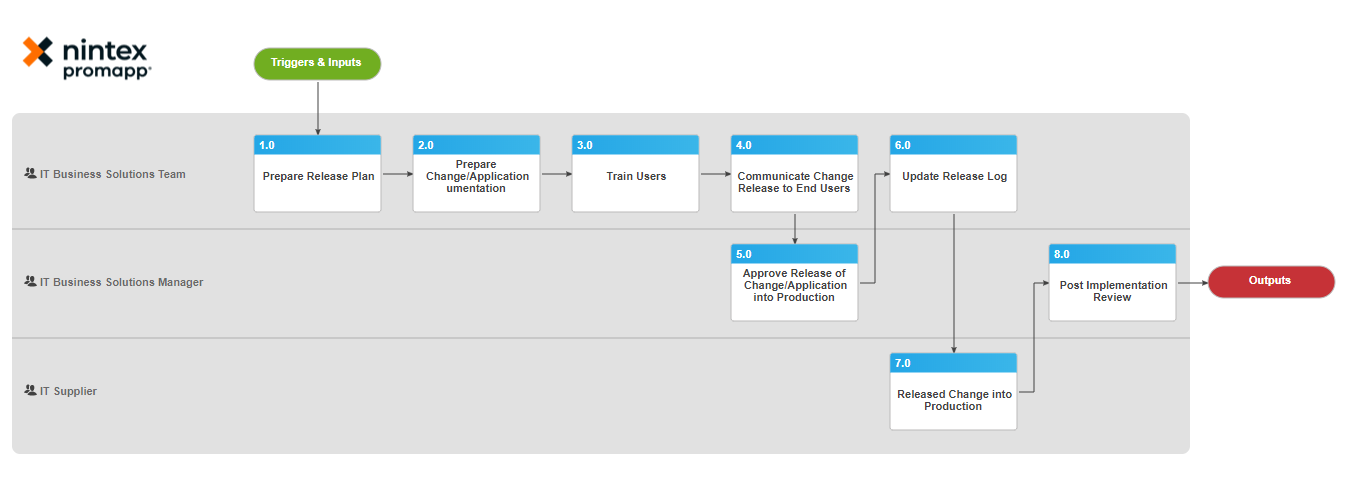 nintex
promapp®
Triggers & Inputs
IT Business Solutions Team
1.0
Prepare Release Plan
2.0
Prepare
Change/Application
umentation
3.0
Train Users
4.0
Communicate Change
Release to End Users
6.0
Update Release Log
IT Business Solutions Manager
5.0
Approve Release of
Change/Application
into Production
8.0
Post Implementation
Review
Outputs
IT Supplier
7.0
Released Change into
Production